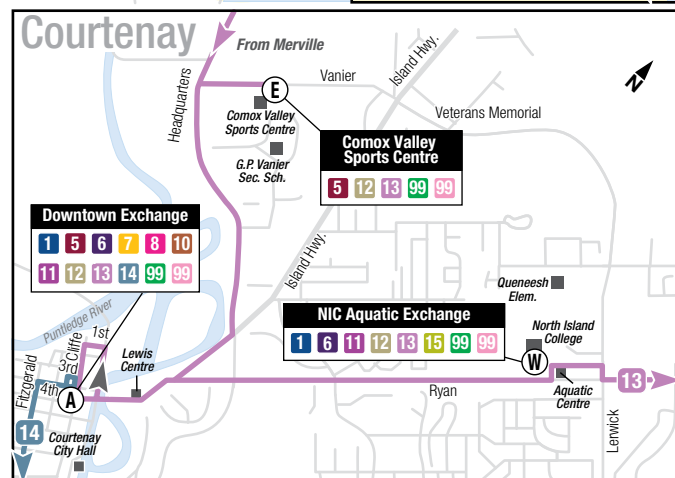 Courtenay
From Merville
N
Headquarters
Vanier
Island Hwy.
E
Veterans Memorial
Comox Valley
Sports Centre
G.P. Vanier
Sec. Sch.
Comox Valley
Sports Centre
5 12 13 99 99
Downtown Exchange
1 5 6 7 8 10
11 12 13 14 99 99
Island Hwy.
Queneesh
Elem.
NIC Aquatic Exchange
1 6 11 12 13 15 99 99
North Island
College
W
Puntledge River
1st
Cliffe
3rd
4th
Fitzgerald
A
Lewis
Centre
Ryan
Aquatic
Centre
13
Lerwick
14
Courtenay
City Hall